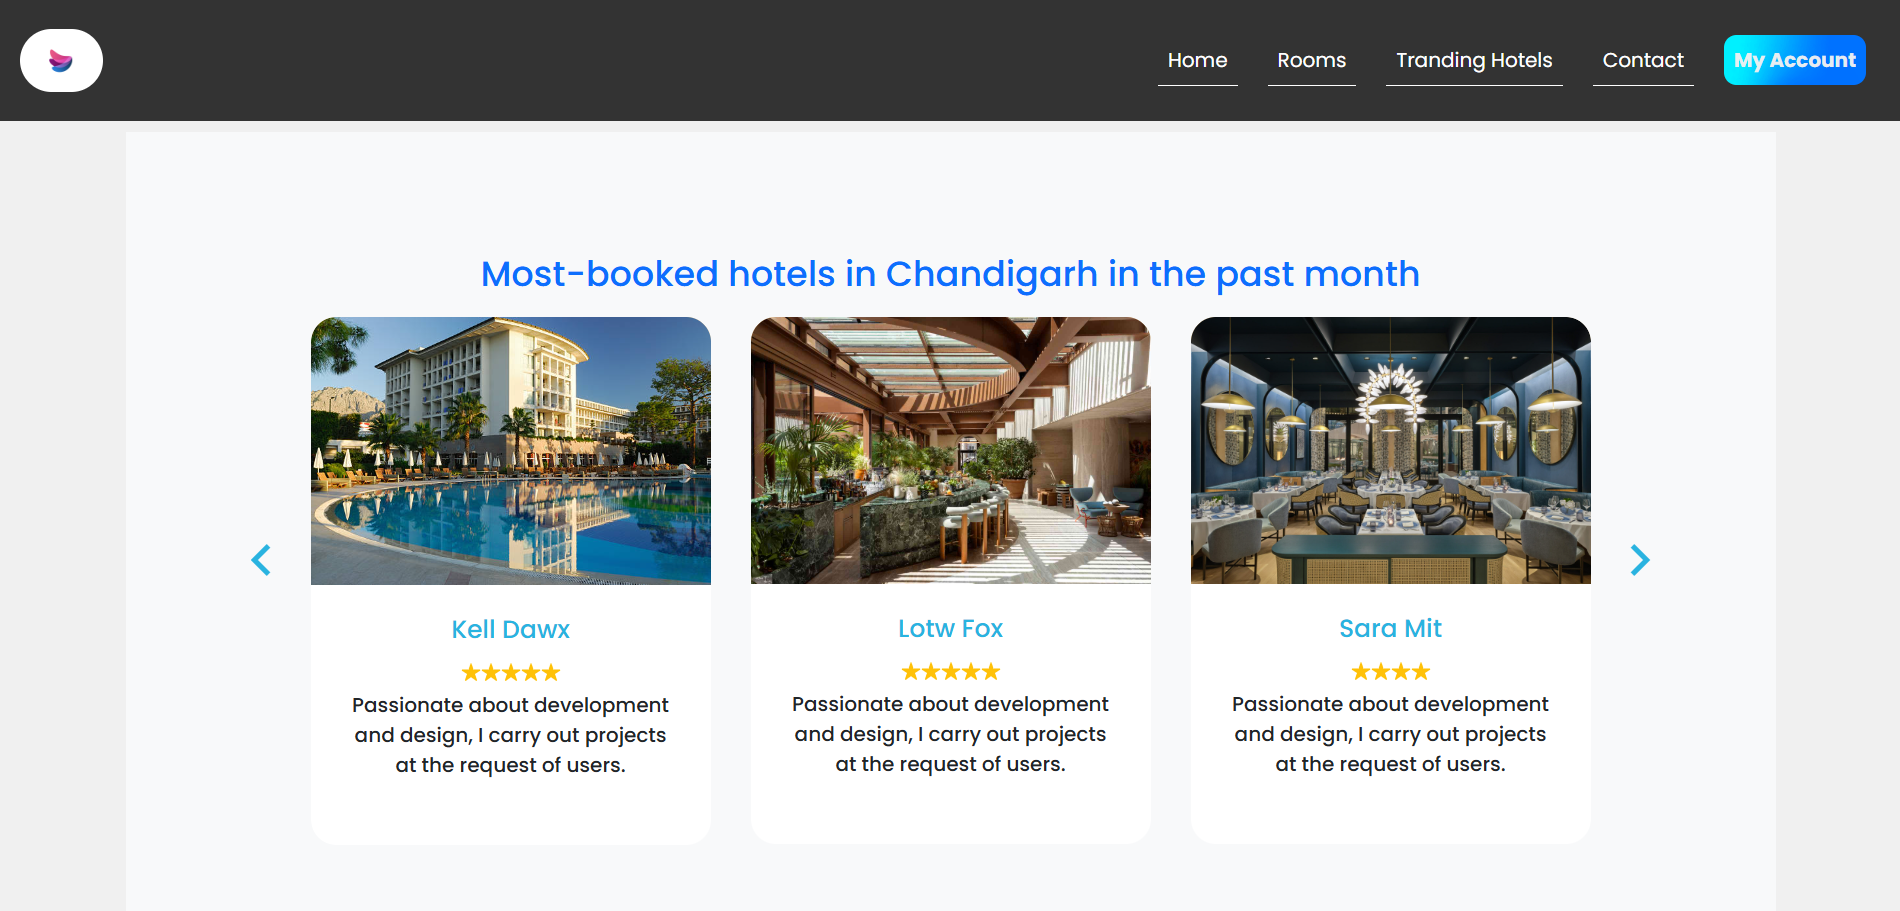 Home
Rooms
Tranding Hotels
Contact
My Account
Most-booked hotels in Chandigarh in the past month
Kell Dawx
Passionate about development
and design, I carry out projects
at the request of users.
Lotw Fox
Passionate about development
and design, I carry out projects
at the request of users.
Sara Mit
Passionate about development
and design, I carry out projects
at the request of users.